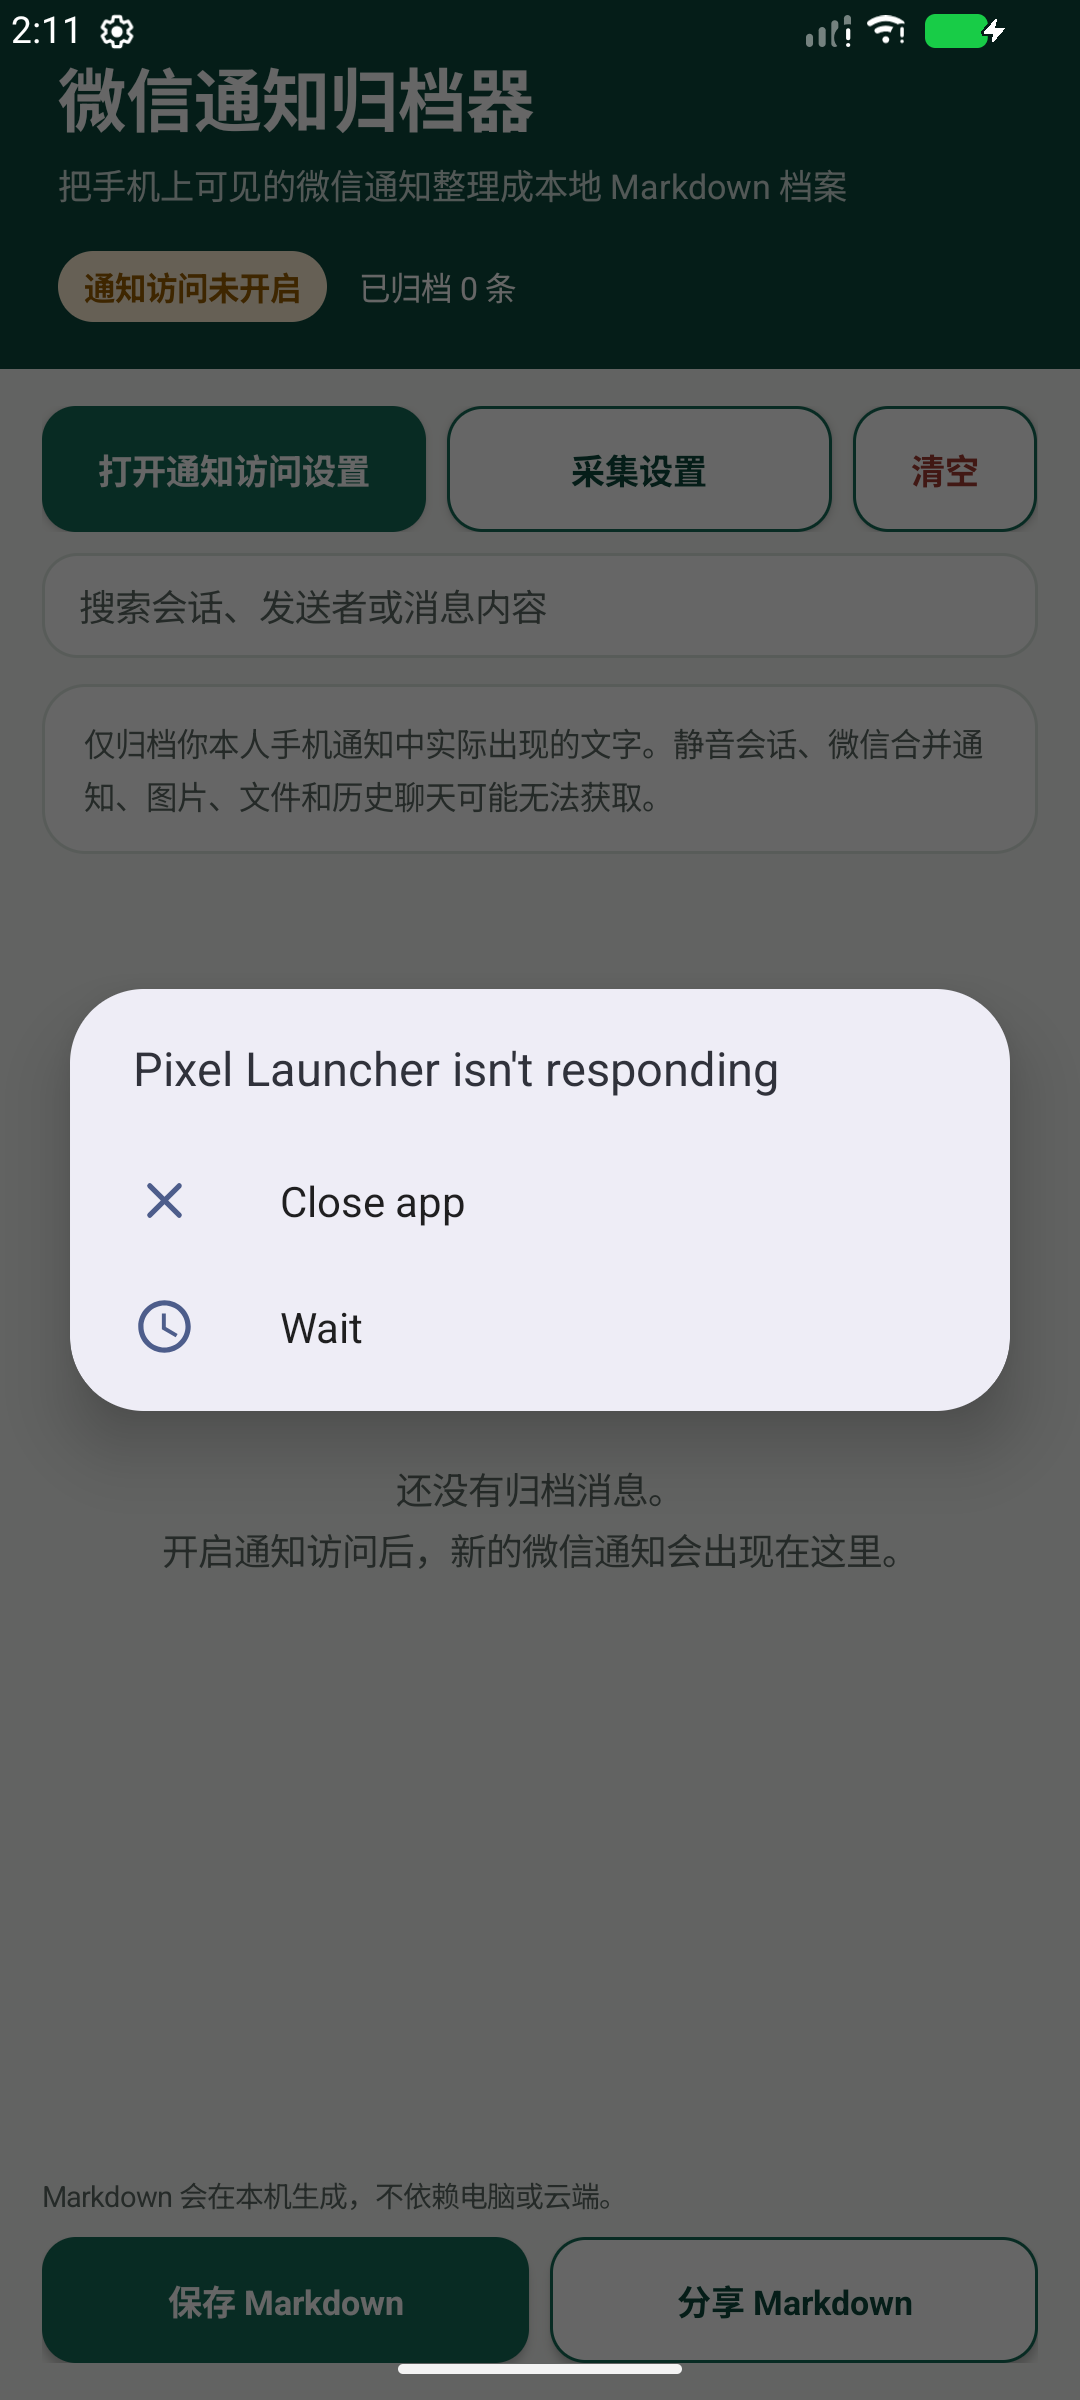 2:11
微信通知归档器
把手机上可见的微信通知整理成本地 Markdown 档案
通知访问未开启
已归档 0 条
打开通知访问设置
采集设置
清空
搜索会话、发送者或消息内容
仅归档你本人手机通知中实际出现的文字。静音会话、微信合并通
知、图片、文件和历史聊天可能无法获取。
Pixel Launcher isn't responding
Close app
Wait
还没有归档消息。
开启通知访问后，新的微信通知会出现在这里。
Markdown 会在本机生成，不依赖电脑或云端。
保存 Markdown
分享 Markdown